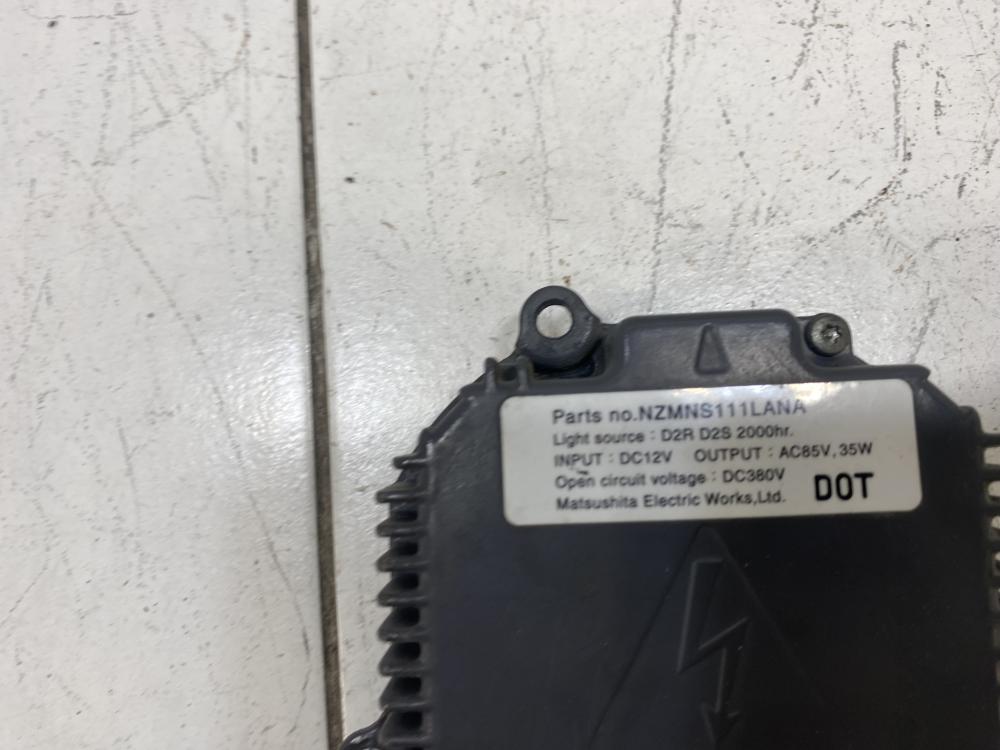 Parts no.NZMNS111LANA
Light source : D2R D2S 2000hr.
INPUT : DC12V OUTPUT : AC85V, 35W
Open circuit voltage : DC380V
Matsushita Electric Works,Ltd. DOT